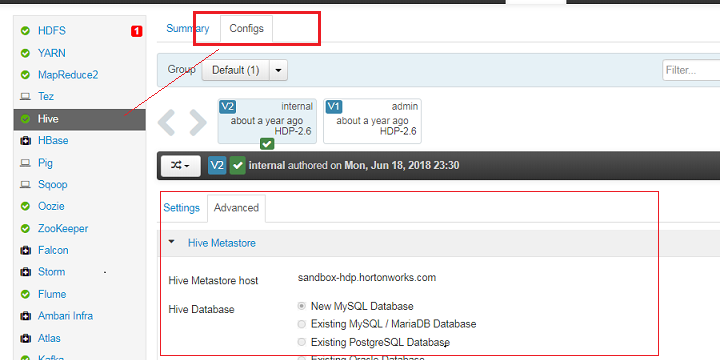 HDFS 1
YARN
MapReduce2
Tez
Hive
HBase
Pig
Sqoop
Oozie
ZooKeeper
Falcon
Storm
Flume
Ambari Infra
Atlas
Kafka
Summary Configs
Group Default (1) Filter...
V2 internal
about a year ago
HDP-2.6
V1 admin
about a year ago
HDP-2.6
V2 internal authored on Mon, Jun 18, 2018 23:30
Settings Advanced
Hive Metastore
Hive Metastore host sandbox-hdp.hortonworks.com
Hive Database New MySQL Database
Existing MySQL / MariaDB Database
Existing PostgreSQL Database
Existing Oracle Database